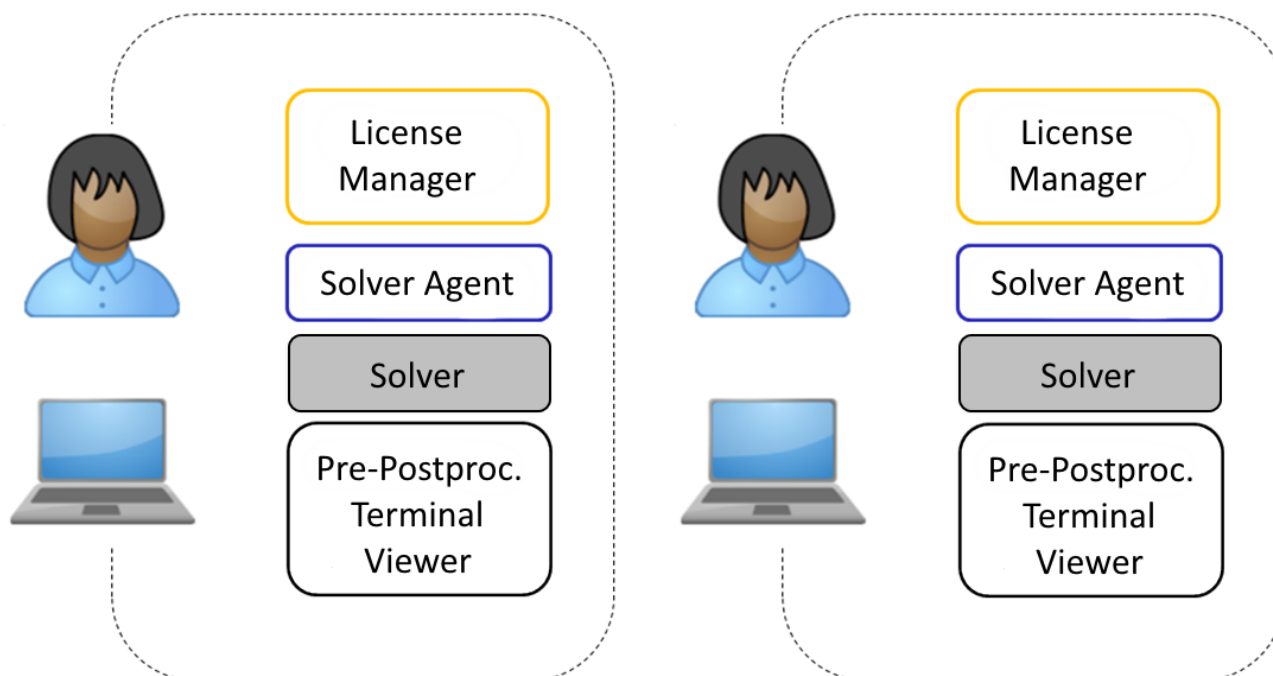 License
Manager
Solver Agent
Solver
Pre-Postproc.
Terminal
Viewer
License
Manager
Solver Agent
Solver
Pre-Postproc.
Terminal
Viewer